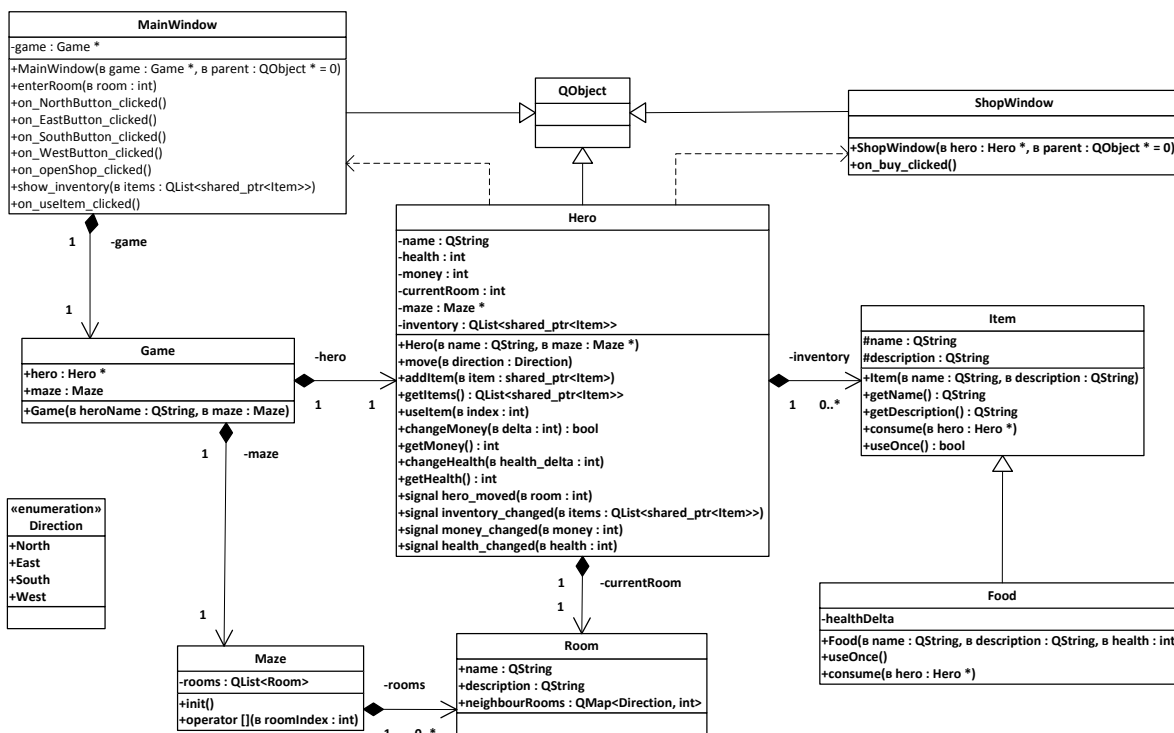 MainWindow
-game : Game *
+MainWindow(в game : Game *, в parent : QObject * = 0)
+enterRoom(в room : int)
+on_NorthButton_clicked()
+on_EastButton_clicked()
+on_SouthButton_clicked()
+on_WestButton_clicked()
+on_openShop_clicked()
+show_inventory(в items : QList<shared_ptr<Item>>)
+on_useItem_clicked()
QObject
ShopWindow
+ShopWindow(в hero : Hero *, в parent : QObject * = 0)
+on_buy_clicked()
1
-game
1
Hero
-name : QString
-health : int
-money : int
-currentRoom : int
-maze : Maze *
-inventory : QList<shared_ptr<Item>>
+Hero(в name : QString, в maze : Maze *)
+move(в direction : Direction)
+addItem(в item : shared_ptr<Item>)
+getItems() : QList<shared_ptr<Item>>
+useItem(в index : int)
+changeMoney(в delta : int) : bool
+getMoney() : int
+changeHealth(в health_delta : int)
+getHealth() : int
+signal hero_moved(в room : int)
+signal inventory_changed(в items : QList<shared_ptr<Item>>)
+signal money_changed(в money : int)
+signal health_changed(в health : int)
Game
+hero : Hero *
+maze : Maze
+Game(в heroName : QString, в maze : Maze)
-hero
1
1
-inventory
1
0..*
Item
#name : QString
#description : QString
+Item(в name : QString, в description : QString)
+getName() : QString
+getDescription() : QString
+consume(в hero : Hero *)
+useOnce() : bool
1
-maze
1
«enumeration»
Direction
+North
+East
+South
+West
1
-currentRoom
1
Food
-healthDelta
+Food(в name : QString, в description : QString, в health : int
+useOnce()
+consume(в hero : Hero *)
Maze
-rooms : QList<Room>
+init()
+operator [](в roomIndex : int)
-rooms
1
0..*
Room
+name : QString
+description : QString
+neighbourRooms : QMap<Direction, int>